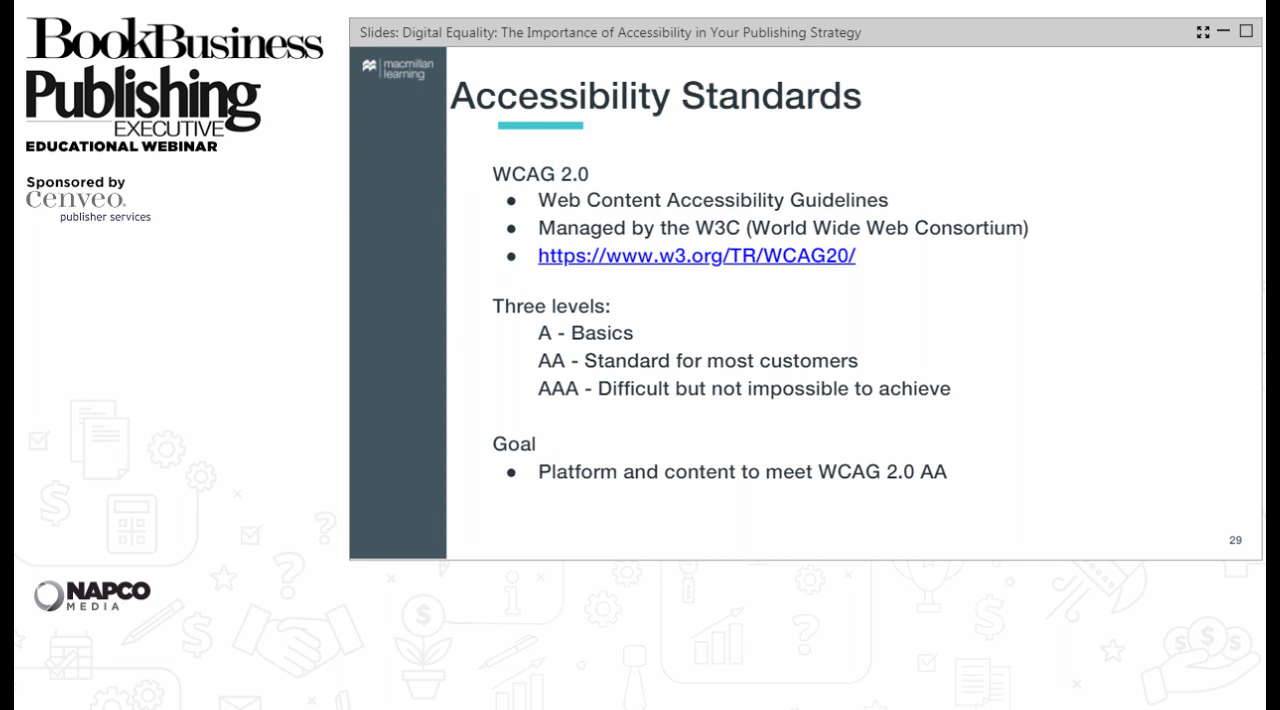 BookBusiness
Publishing
EXECUTIVE
EDUCATIONAL WEBINAR
Sponsored by
cenveo.
publisher services
NAPCO
MEDIA
Slides: Digital Equality: The Importance of Accessibility in Your Publishing Strategy
macmillan
learning
Accessibility Standards
WCAG 2.0
● Web Content Accessibility Guidelines
● Managed by the W3C (World Wide Web Consortium)
● https://www.w3.org/TR/WCAG20/
Three levels:
A - Basics
AA - Standard for most customers
AAA - Difficult but not impossible to achieve
Goal
● Platform and content to meet WCAG 2.0 AA
29